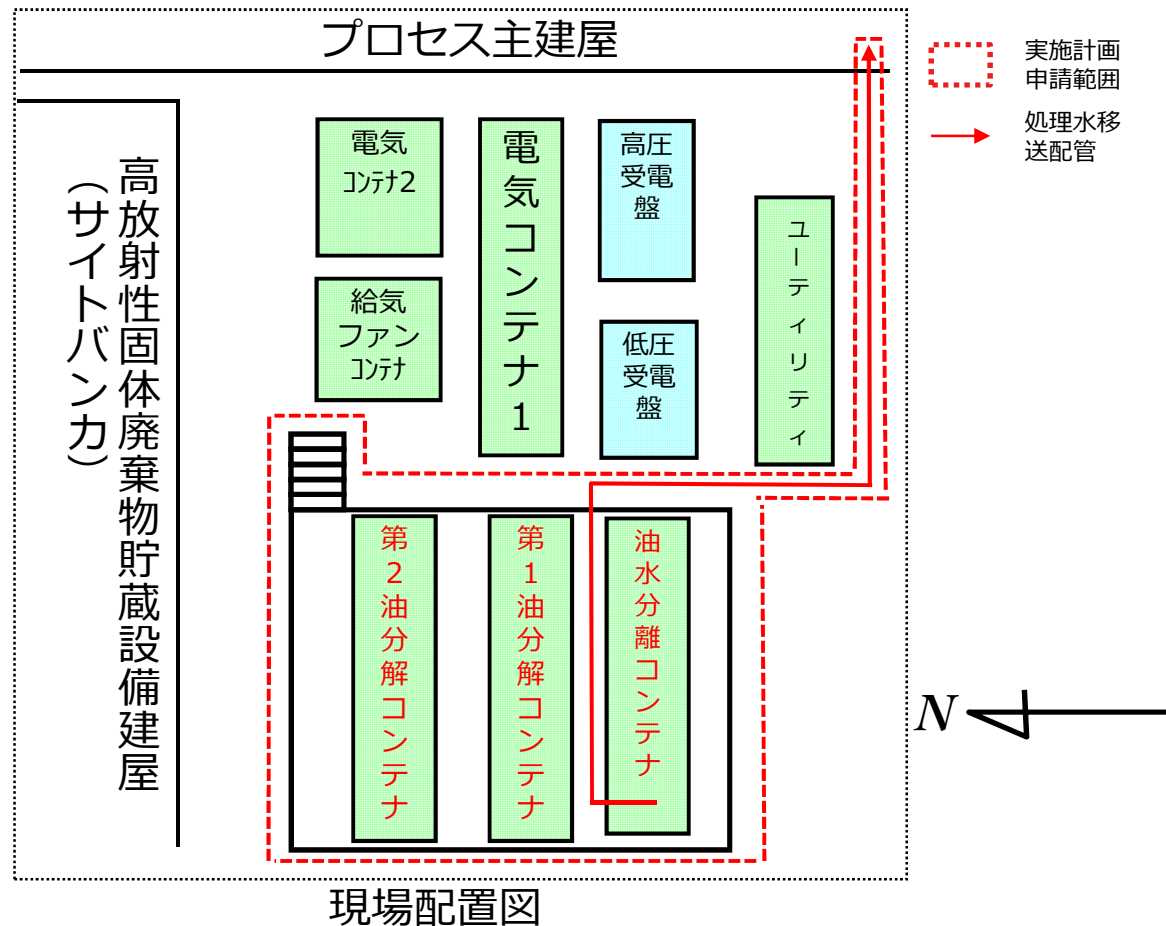 プロセス主建屋
実施計画
申請範囲
処理水移
送配管
高放射性固体廃棄物貯蔵設備建屋
（サイトバンカ）
電気
ｺﾝﾃﾅ2
電気コンテナ1
高圧
受電
盤
ユーティリティ
給気
ファン
ｺﾝﾃﾅ
低圧
受電
盤
第2油分解コンテナ
第1油分解コンテナ
油水分離コンテナ
N
現場配置図